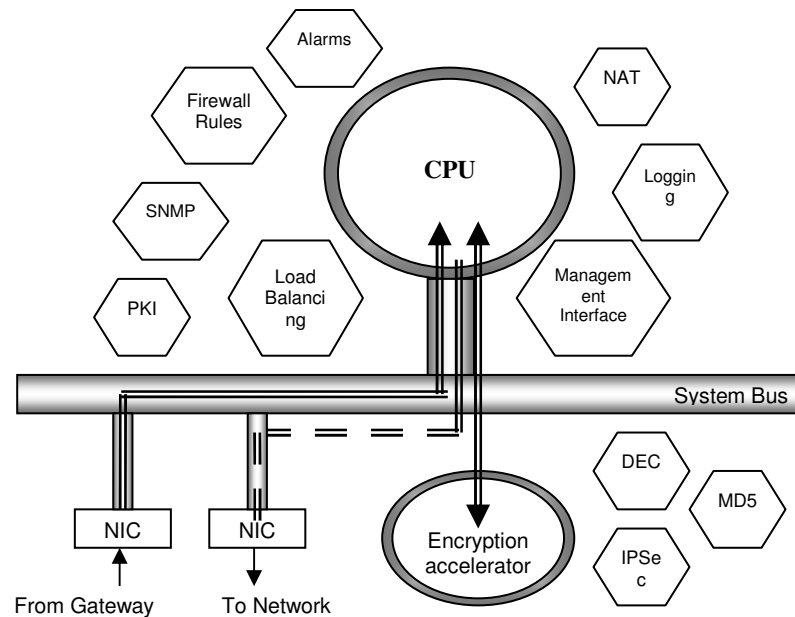 Alarms
NAT
Firewall
Rules
CPU
Loggin
g
SNMP
Load
Balanci
ng
Managem
ent
Interface
PKI
System Bus
DEC
MD5
NIC
NIC
Encryption
accelerator
IPSe
c
From Gateway
To Network